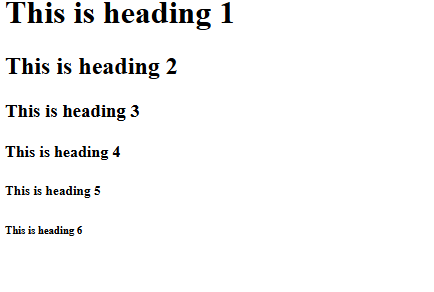 This is heading 1
This is heading 2
This is heading 3
This is heading 4
This is heading 5
This is heading 6